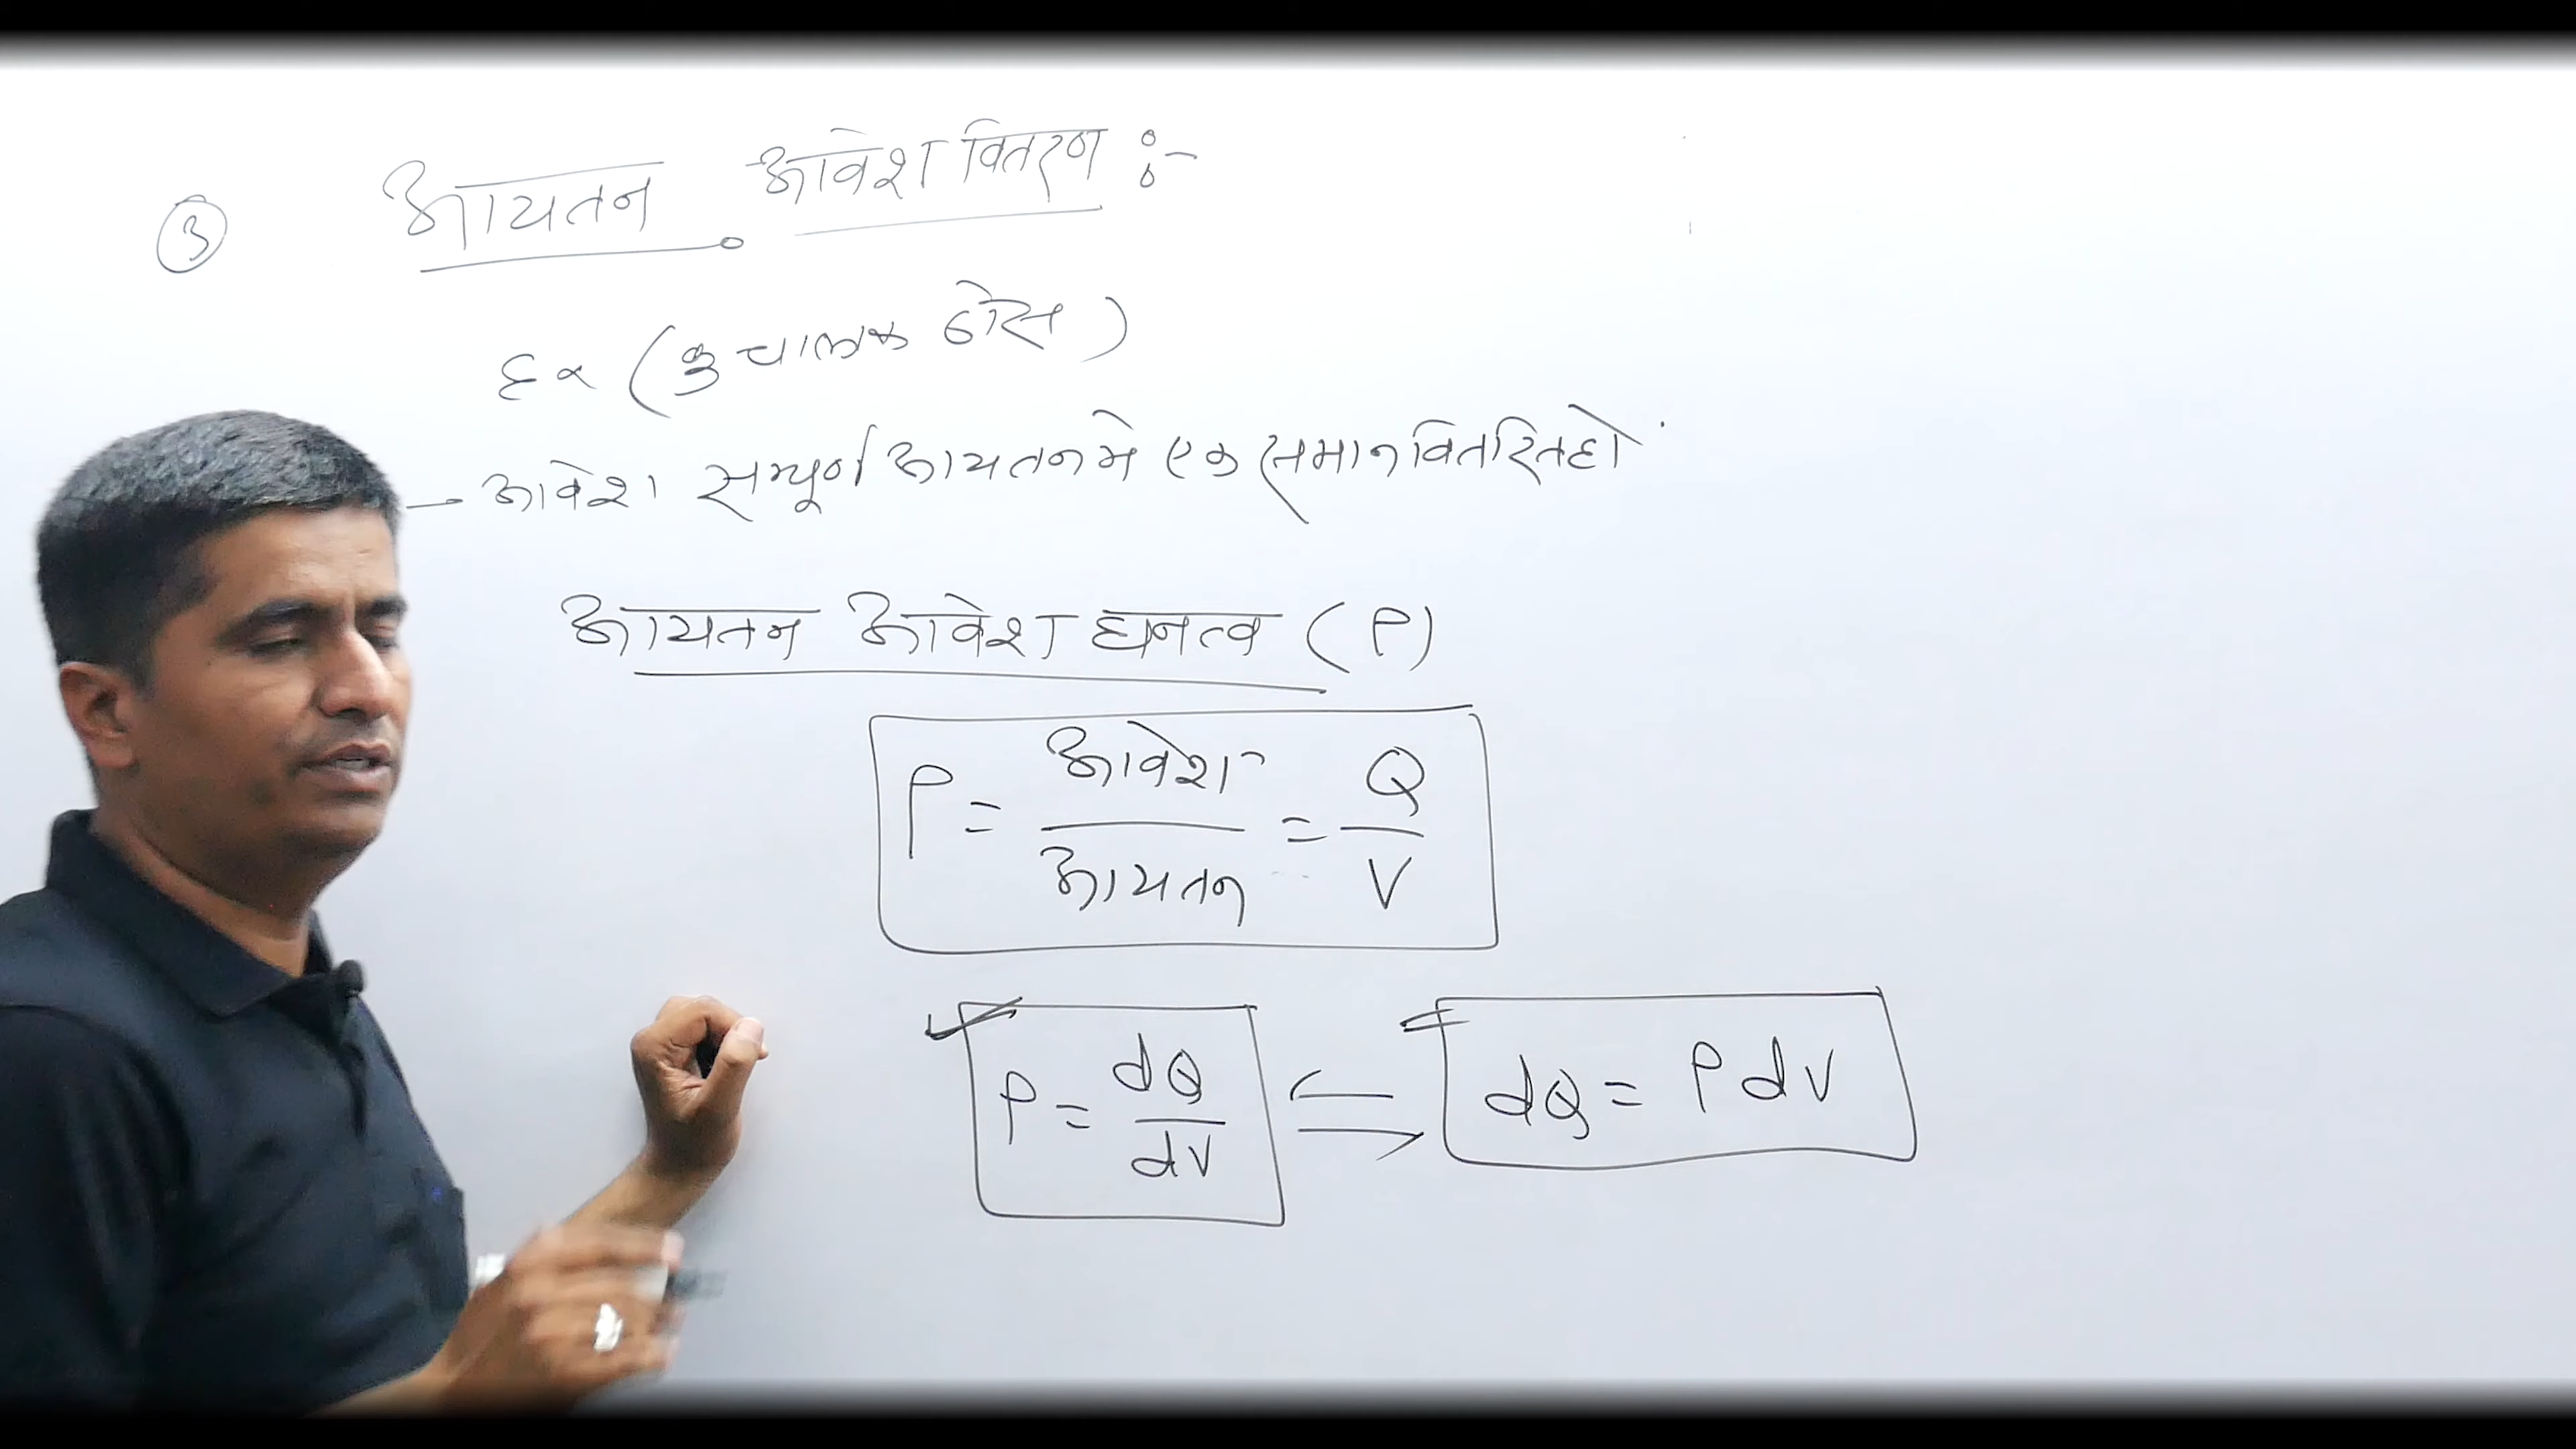 ③ आयतन आवेश वितरण :-
Ex (कुचालक ठोस)
- आवेश सम्पूर्ण आयतन मे एक समान वितरित हो
आयतन आवेश घनत्व (ρ)
ρ = आवेश / आयतन = Q / V
ρ = dQ / dV ⇌ dQ = ρ dV